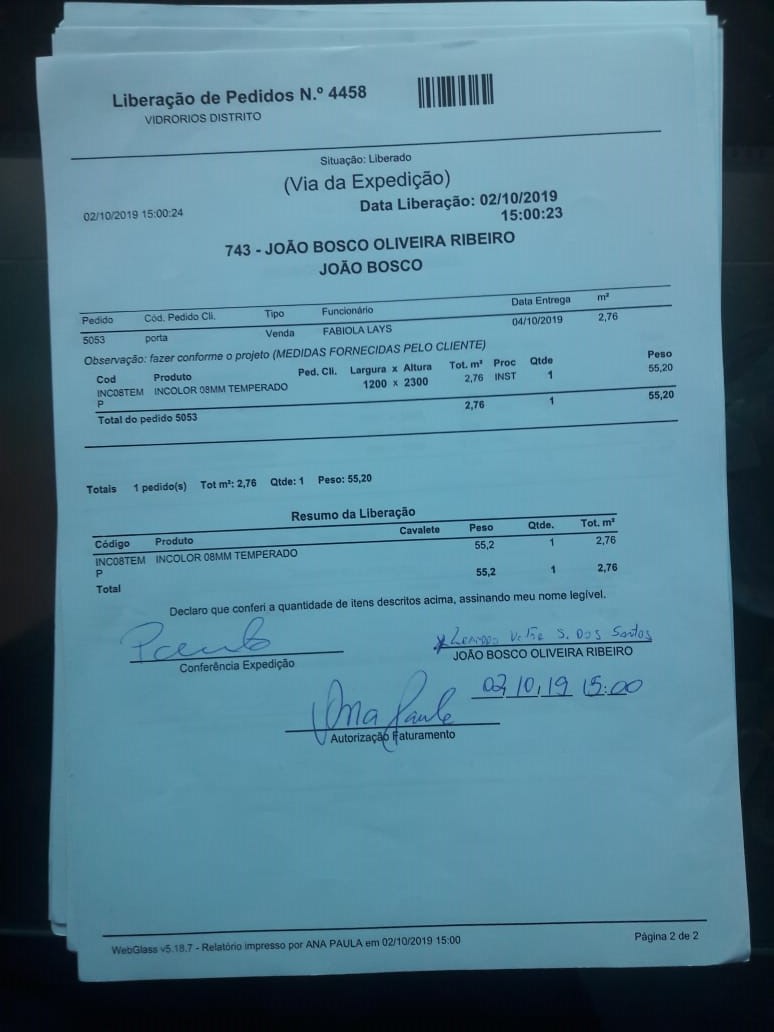 Liberação de Pedidos N.º 4458
VIDRORIOS DISTRITO
Situação: Liberado
(Via da Expedição)
02/10/2019 15:00:24
Data Liberação: 02/10/2019
15:00:23
743 - JOÃO BOSCO OLIVEIRA RIBEIRO
JOÃO BOSCO
Pedido Cód. Pedido Cli. Tipo Funcionário Data Entrega m²
5053 porta Venda FABIOLA LAYS 04/10/2019 2,76
Observação: fazer conforme o projeto (MEDIDAS FORNECIDAS PELO CLIENTE)
Cod Produto Ped. Cli. Largura x Altura Tot. m² Proc Qtde Peso
INC08TEM INCOLOR 08MM TEMPERADO 1200 x 2300 2,76 INST 1 55,20
P
Total do pedido 5053 2,76 1 55,20
Totais 1 pedido(s) Tot m²: 2,76 Qtde: 1 Peso: 55,20
Resumo da Liberação
Código Produto Cavalete Peso Qtde. Tot. m²
INC08TEM INCOLOR 08MM TEMPERADO 55,2 1 2,76
P
Total 55,2 1 2,76
Declaro que conferi a quantidade de itens descritos acima, assinando meu nome legível.
S. Dos Santos
Conferência Expedição
JOÃO BOSCO OLIVEIRA RIBEIRO
02/10/19 15:00
Ana Paula
Autorização Faturamento
WebGlass v5.18.7 - Relatório impresso por ANA PAULA em 02/10/2019 15:00
Página 2 de 2